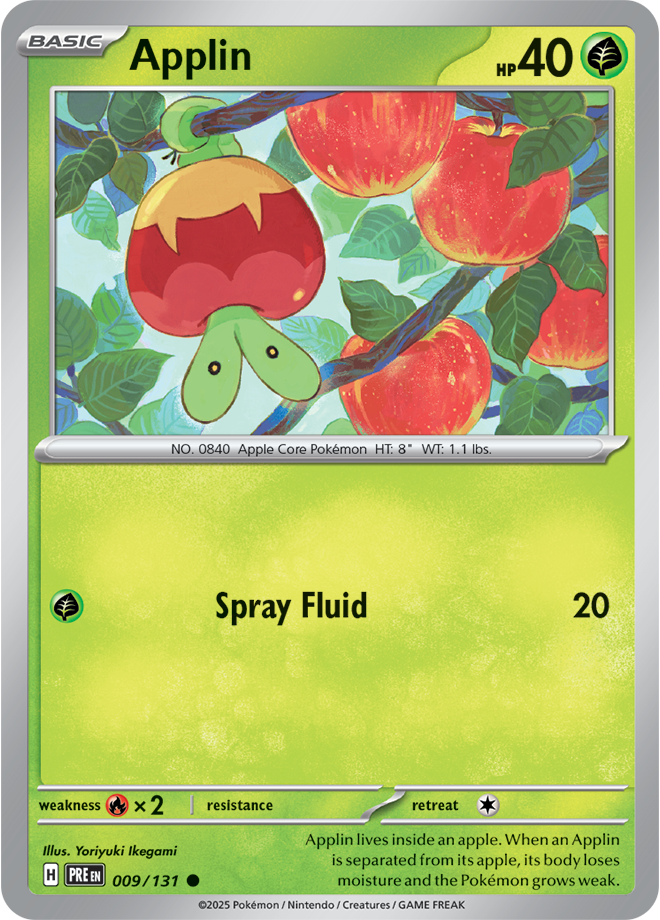 BASIC
Applin
HP 40
NO. 0840 Apple Core Pokémon HT: 8" WT: 1.1 lbs.
Spray Fluid 20
weakness ×2 resistance retreat
Illus. Yoriyuki Ikegami
Applin lives inside an apple. When an Applin
is separated from its apple, its body loses
moisture and the Pokémon grows weak.
H PRE EN 009/131
©2025 Pokémon / Nintendo / Creatures / GAME FREAK